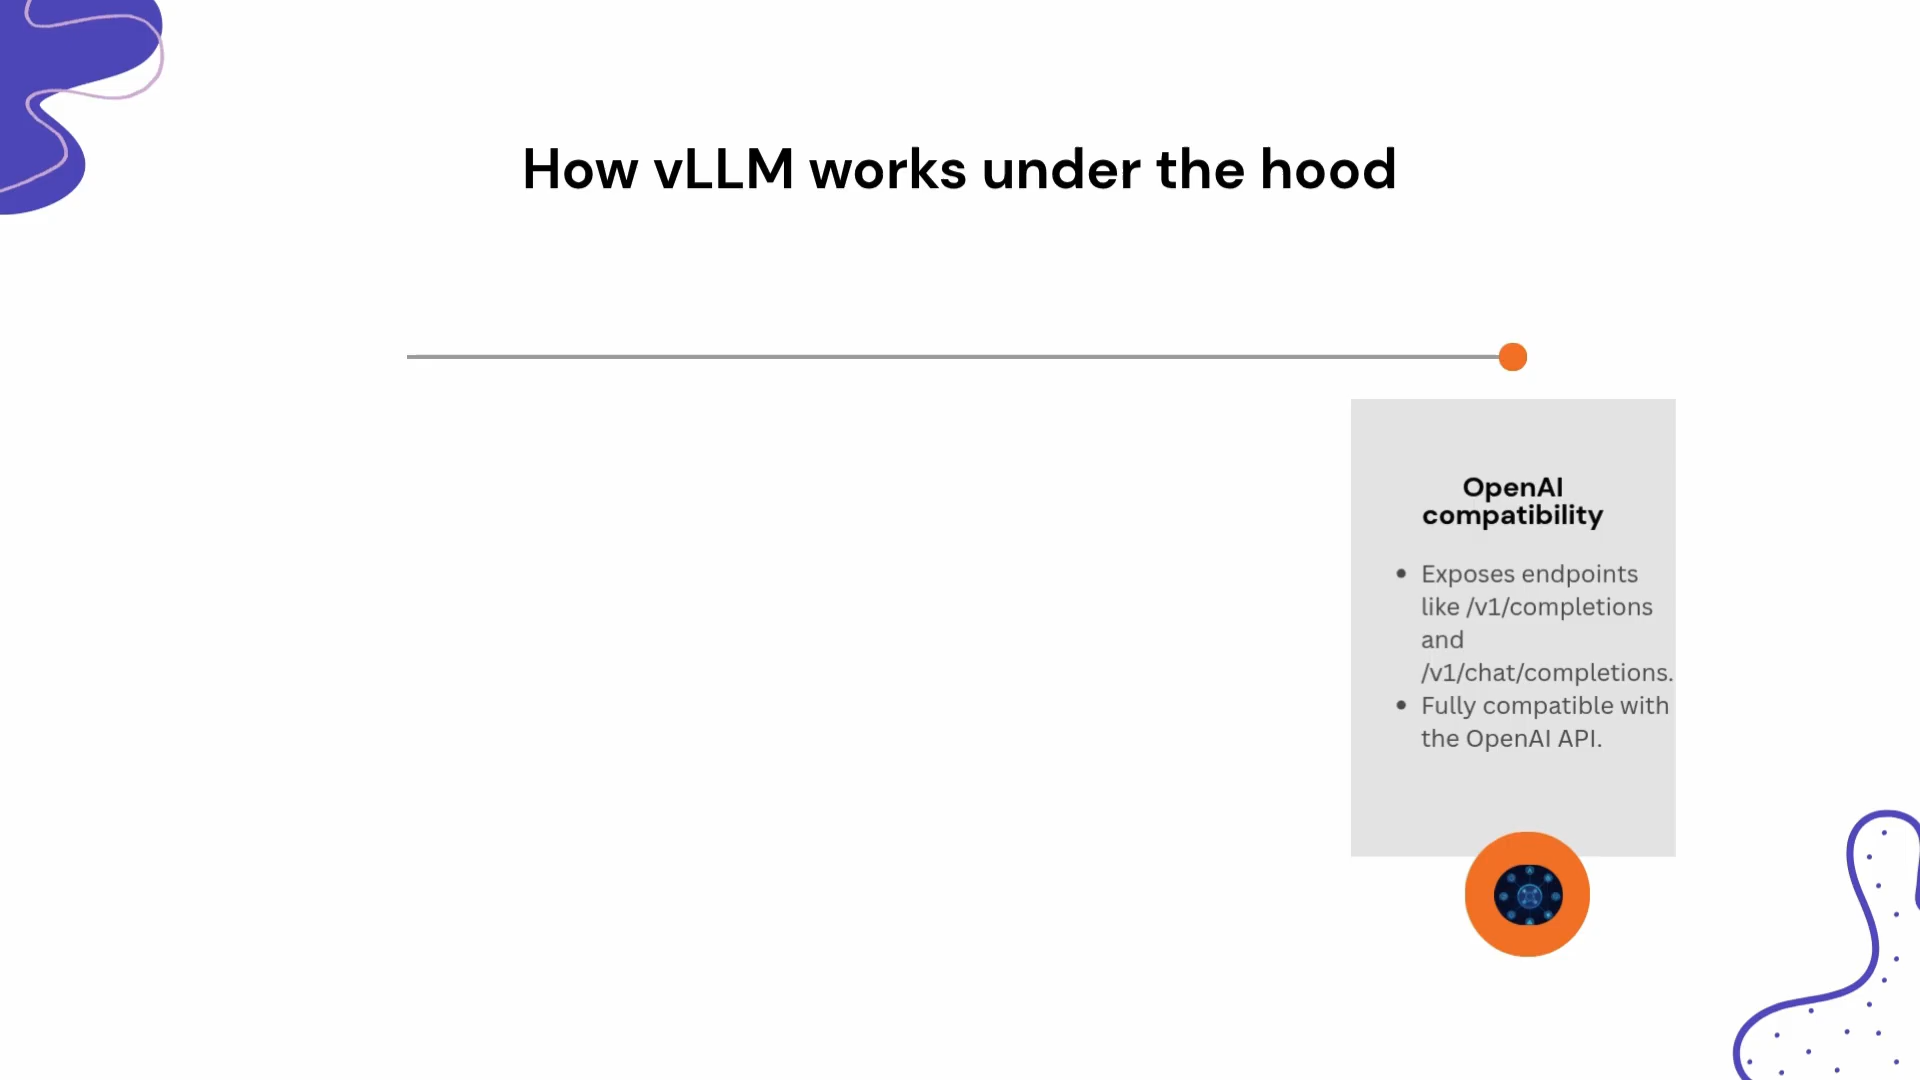 How vLLM works under the hood
OpenAI
compatibility
• Exposes endpoints
like /v1/completions
and
/v1/chat/completions.
• Fully compatible with
the OpenAI API.